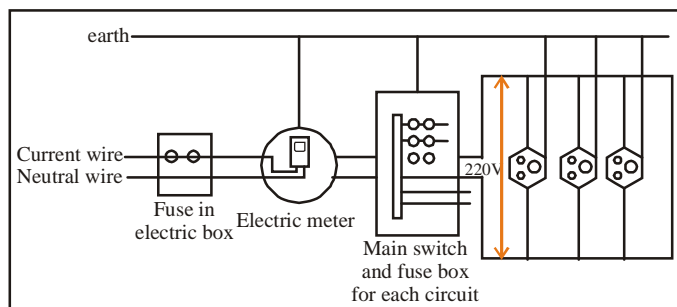 earth
Current wire
Neutral wire
220V
Fuse in
electric box
Electric meter
Main switch
and fuse box
for each circuit